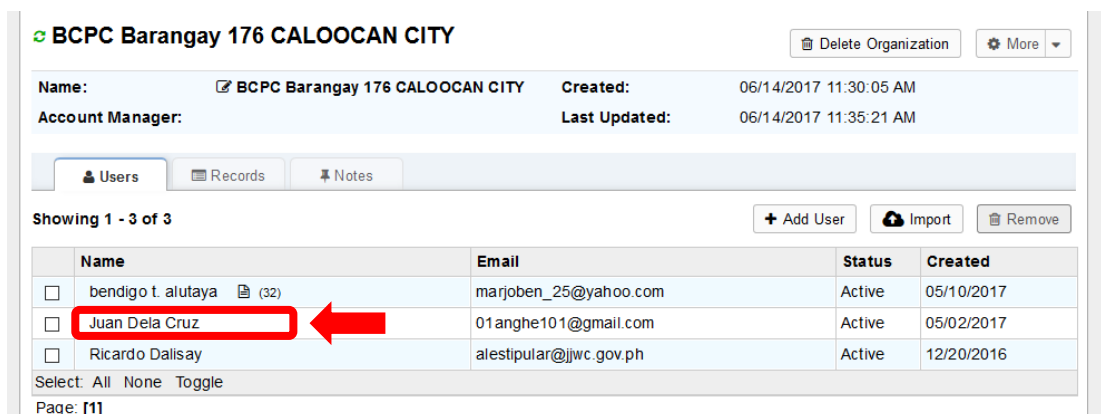 BCPC Barangay 176 CALOOCAN CITY Delete Organization More
Name: BCPC Barangay 176 CALOOCAN CITY Created: 06/14/2017 11:30:05 AM
Account Manager: Last Updated: 06/14/2017 11:35:21 AM
Users Records Notes
Showing 1 - 3 of 3 Add User Import Remove
Name Email Status Created
bendigo t. alutaya (32) marjoben_25@yahoo.com Active 05/10/2017
Juan Dela Cruz 01anghe101@gmail.com Active 05/02/2017
Ricardo Dalisay alestipular@jjwc.gov.ph Active 12/20/2016
Select: All None Toggle
Page: [1]